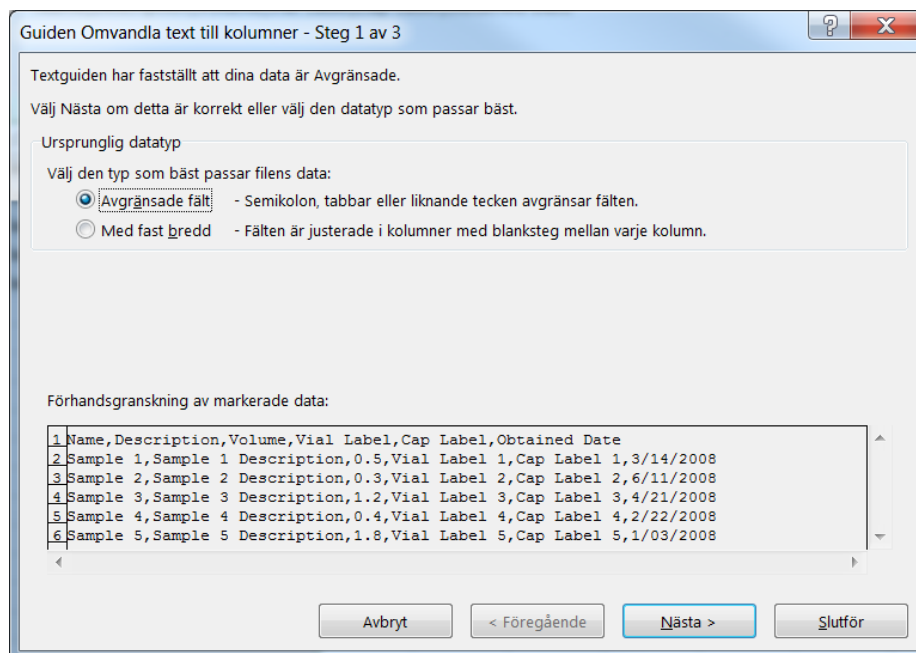 Guiden Omvandla text till kolumner - Steg 1 av 3
Textguiden har fastställt att dina data är Avgränsade.
Välj Nästa om detta är korrekt eller välj den datatyp som passar bäst.
Ursprunglig datatyp
Välj den typ som bäst passar filens data:
Avgränsade fält - Semikolon, tabbar eller liknande tecken avgränsar fälten.
Med fast bredd - Fälten är justerade i kolumner med blanksteg mellan varje kolumn.
Förhandsgranskning av markerade data:
1 Name,Description,Volume,Vial Label,Cap Label,Obtained Date
2 Sample 1,Sample 1 Description,0.5,Vial Label 1,Cap Label 1,3/14/2008
3 Sample 2,Sample 2 Description,0.3,Vial Label 2,Cap Label 2,6/11/2008
4 Sample 3,Sample 3 Description,1.2,Vial Label 3,Cap Label 3,4/21/2008
5 Sample 4,Sample 4 Description,0.4,Vial Label 4,Cap Label 4,2/22/2008
6 Sample 5,Sample 5 Description,1.8,Vial Label 5,Cap Label 5,1/03/2008
Avbryt < Föregående Nästa > Slutför